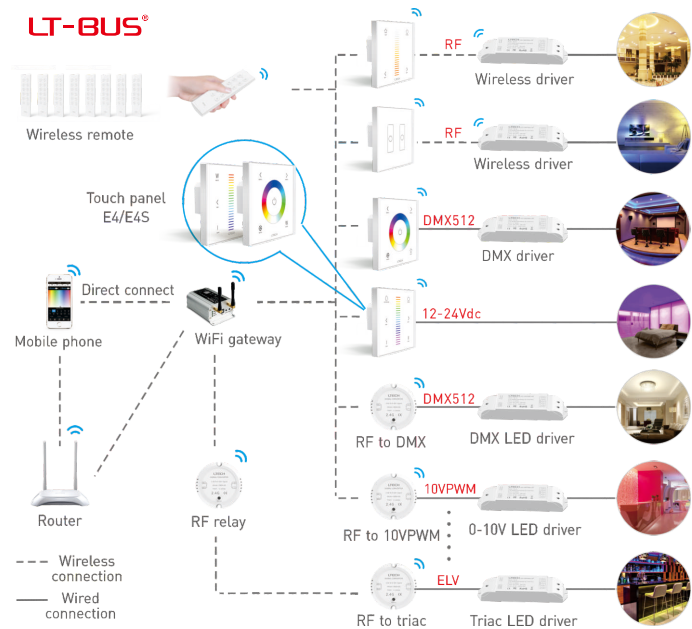 LT-BUS®
RF
Wireless driver
Wireless remote
RF
Wireless driver
Touch panel
E4/E4S
DMX512
DMX driver
Direct connect
Mobile phone
WiFi gateway
12-24Vdc
DMX512
RF to DMX
DMX LED driver
Router
RF relay
10VPWM
RF to 10VPWM
0-10V LED driver
Wireless
connection
Wired
connection
ELV
RF to triac
Triac LED driver